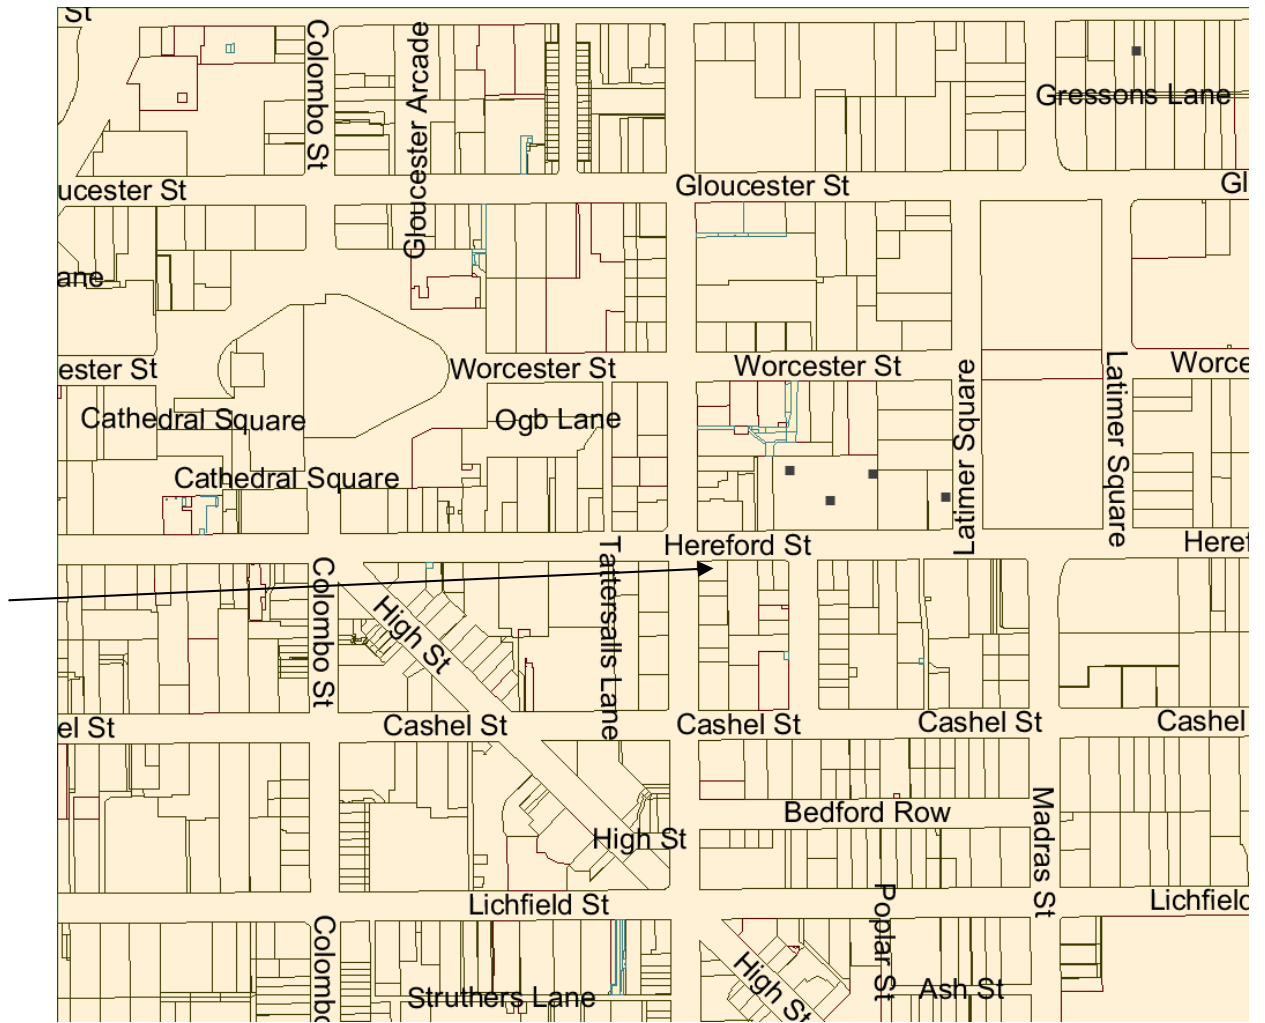 St
Colombo St
Gloucester Arcade
Gressons Lane
ucester St
Gloucester St
Gl
ane
ester St
Worcester St
Worcester St
Worce
Cathedral Square
Ogb Lane
Latimer Square
Latimer Square
Cathedral Square
Hereford St
Heref
Colombo St
High St
Tattersalls Lane
el St
Cashel St
Cashel St
Cashel St
Cashel
Bedford Row
Madras St
High St
Lichfield St
Lichfield
Poplar St
Colombo
High St
Struthers Lane
Ash St